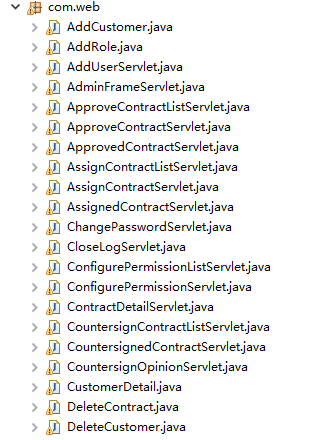 com.web
AddCustomer.java
AddRole.java
AddUserServlet.java
AdminFrameServlet.java
ApproveContractListServlet.java
ApproveContractServlet.java
ApprovedContractServlet.java
AssignContractListServlet.java
AssignContractServlet.java
AssignedContractServlet.java
ChangePasswordServlet.java
CloseLogServlet.java
ConfigurePermissionListServlet.java
ConfigurePermissionServlet.java
ContractDetailServlet.java
CountersignContractListServlet.java
CountersignedContractServlet.java
CountersignOpinionServlet.java
CustomerDetail.java
DeleteContract.java
DeleteCustomer.java